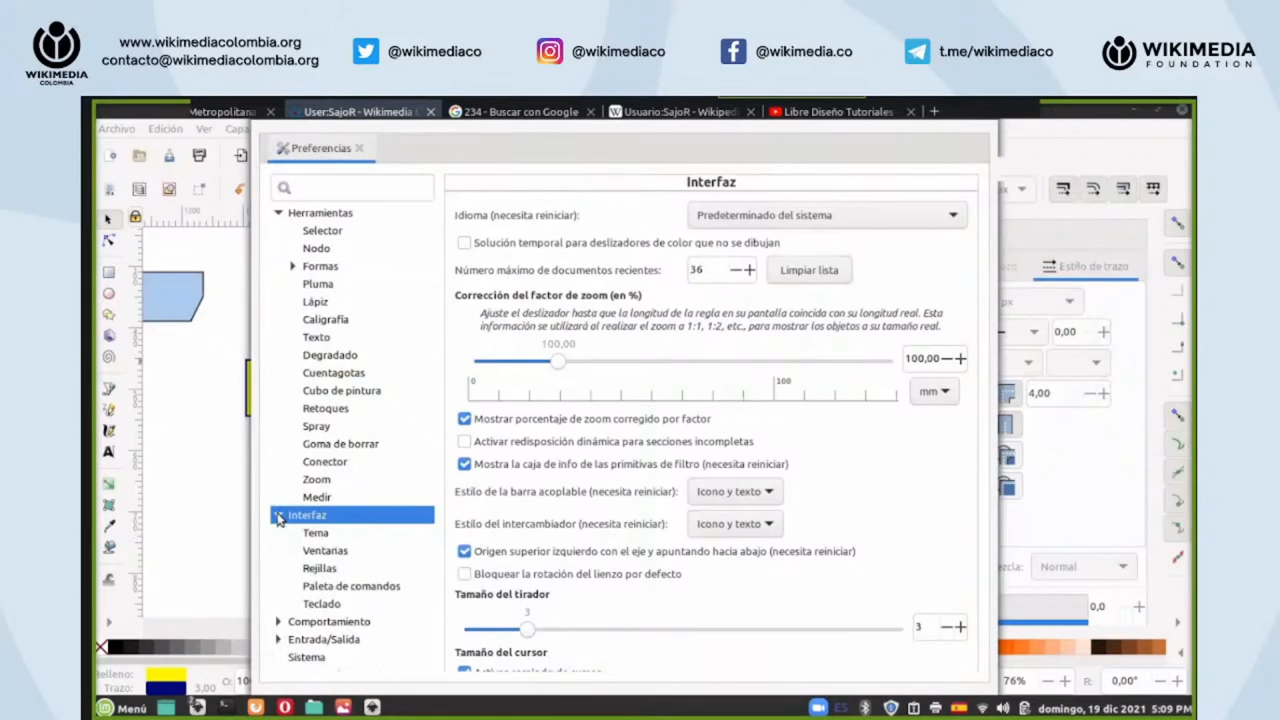 WIKIMEDIA
COLOMBIA
www.wikimediacolombia.org
contacto@wikimediacolombia.org
@wikimediaco
@wikimediaco
@wikimedia.co
t.me/wikimediaco
WIKIMEDIA
FOUNDATION
Metropolitana
User:SajoR - Wikimedia
234 - Buscar con Google
Usuario:SajoR - Wikiped
Libre Diseño Tutoriales
Archivo Edición Ver Capa
Preferencias
Herramientas
Selector
Nodo
Formas
Pluma
Lápiz
Caligrafía
Texto
Degradado
Cuentagotas
Cubo de pintura
Retoques
Spray
Goma de borrar
Conector
Zoom
Medir
Interfaz
Tema
Ventanas
Rejillas
Paleta de comandos
Teclado
Comportamiento
Entrada/Salida
Sistema
Interfaz
Idioma (necesita reiniciar): Predeterminado del sistema
Solución temporal para deslizadores de color que no se dibujan
Número máximo de documentos recientes: 36 Limpiar lista
Corrección del factor de zoom (en %)
Ajuste el deslizador hasta que la longitud de la regla en su pantalla coincida con su longitud real. Esta
información se utilizará al realizar el zoom a 1:1, 1:2, etc., para mostrar los objetos a su tamaño real.
100,00
100,00
0 100
mm
Mostrar porcentaje de zoom corregido por factor
Activar redisposición dinámica para secciones incompletas
Mostra la caja de info de las primitivas de filtro (necesita reiniciar)
Estilo de la barra acoplable (necesita reiniciar): Icono y texto
Estilo del intercambiador (necesita reiniciar): Icono y texto
Origen superior izquierdo con el eje y apuntando hacia abajo (necesita reiniciar)
Bloquear la rotación del lienzo por defecto
Tamaño del tirador
3
3
Tamaño del cursor
px
Estilo de trazo
px
0,00
4,00
Normal
0,0
Trazo: 3,00 O:
76% R: 0,00°
Menú
ES
domingo, 19 dic 2021 5:09 PM